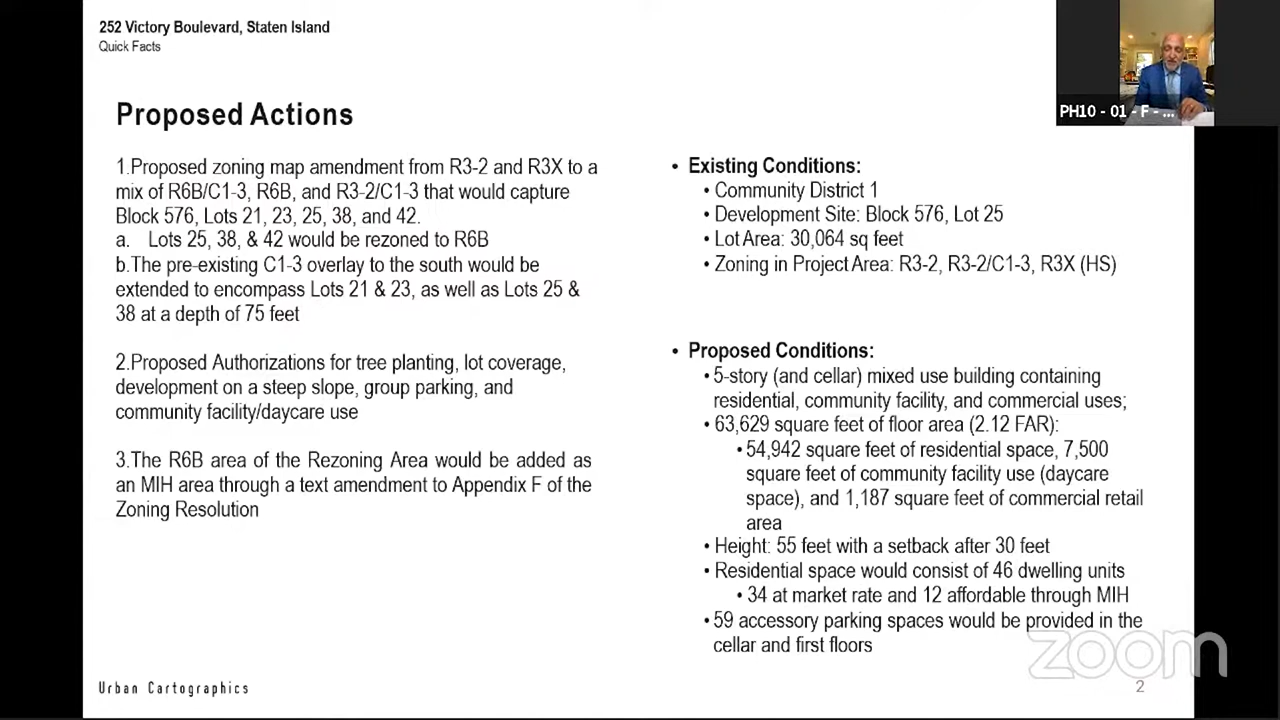 252 Victory Boulevard, Staten Island
Quick Facts
PH10 - 01 - F - ...
Proposed Actions
1.Proposed zoning map amendment from R3-2 and R3X to a
mix of R6B/C1-3, R6B, and R3-2/C1-3 that would capture
Block 576, Lots 21, 23, 25, 38, and 42.
a. Lots 25, 38, & 42 would be rezoned to R6B
b.The pre-existing C1-3 overlay to the south would be
extended to encompass Lots 21 & 23, as well as Lots 25 &
38 at a depth of 75 feet
2.Proposed Authorizations for tree planting, lot coverage,
development on a steep slope, group parking, and
community facility/daycare use
3.The R6B area of the Rezoning Area would be added as
an MIH area through a text amendment to Appendix F of the
Zoning Resolution
• Existing Conditions:
• Community District 1
• Development Site: Block 576, Lot 25
• Lot Area: 30,064 sq feet
• Zoning in Project Area: R3-2, R3-2/C1-3, R3X (HS)
• Proposed Conditions:
• 5-story (and cellar) mixed use building containing
residential, community facility, and commercial uses;
• 63,629 square feet of floor area (2.12 FAR):
• 54,942 square feet of residential space, 7,500
square feet of community facility use (daycare
space), and 1,187 square feet of commercial retail
area
• Height: 55 feet with a setback after 30 feet
• Residential space would consist of 46 dwelling units
• 34 at market rate and 12 affordable through MIH
• 59 accessory parking spaces would be provided in the
cellar and first floors
zoom
Urban Cartographics
2